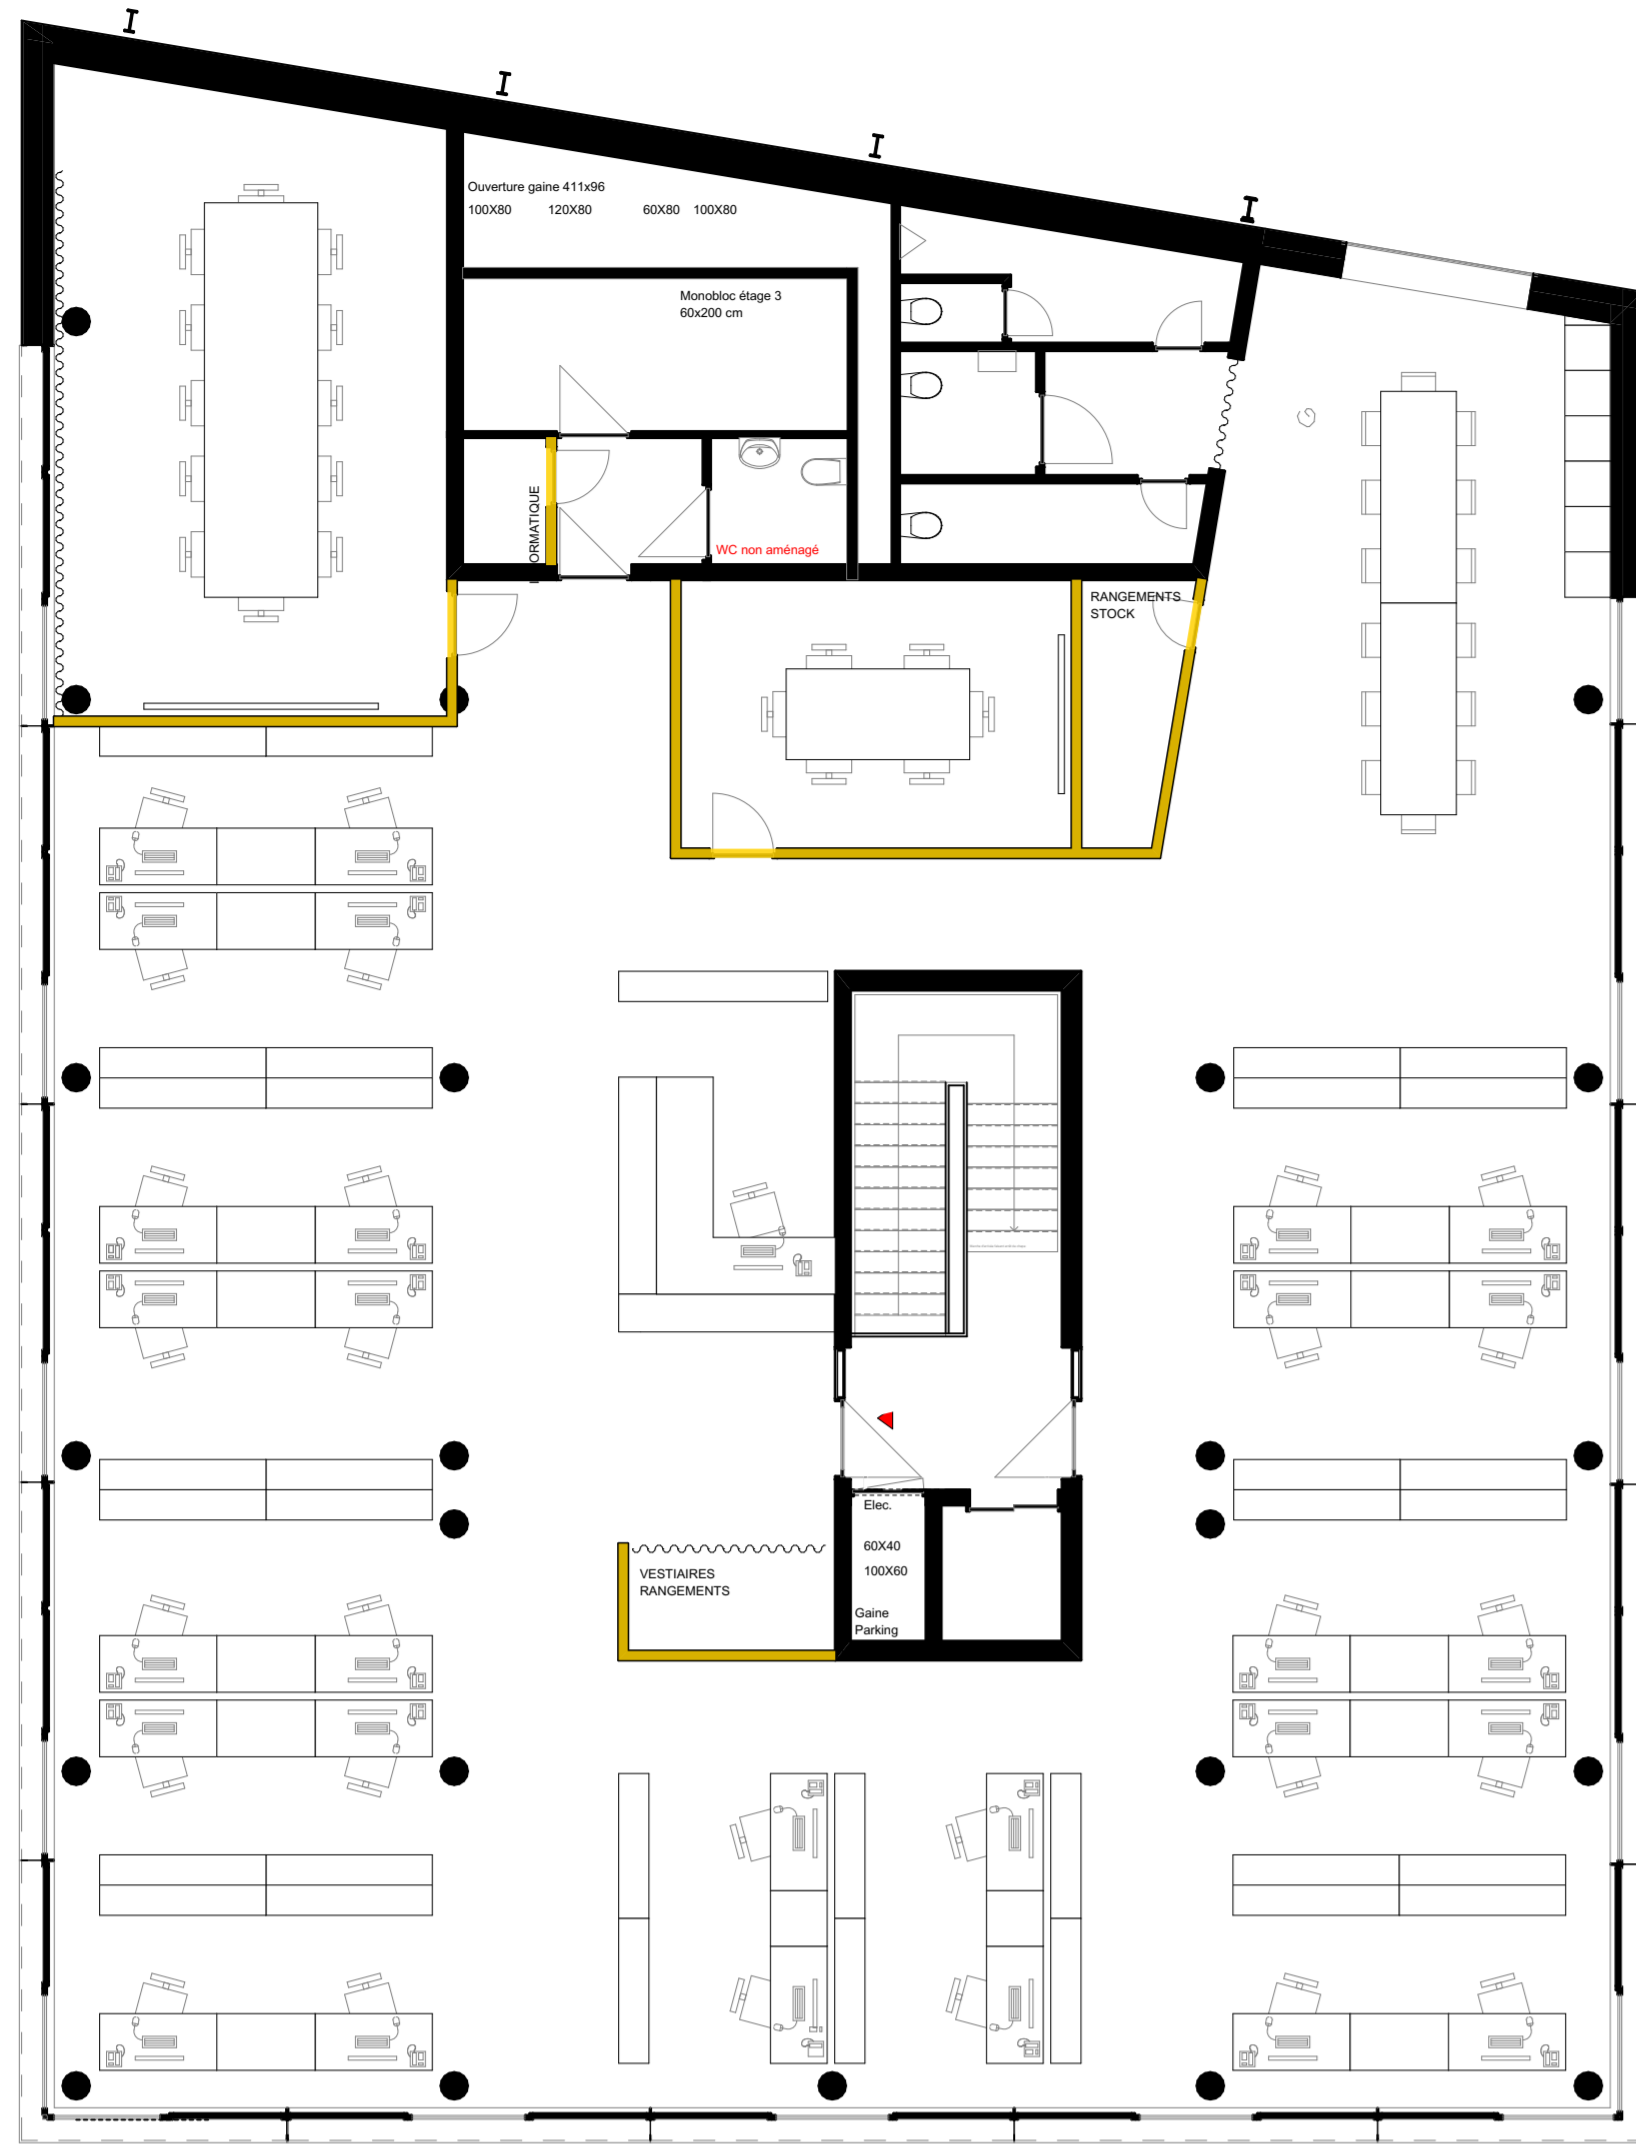 Ouverture gaine 411x96
100X80 120X80 60X80 100X80
Monobloc étage 3
60x200 cm
ORMATIQUE
WC non aménagé
RANGEMENTS
STOCK
Elec.
60X40
100X60
VESTIAIRES
RANGEMENTS
Gaine
Parking